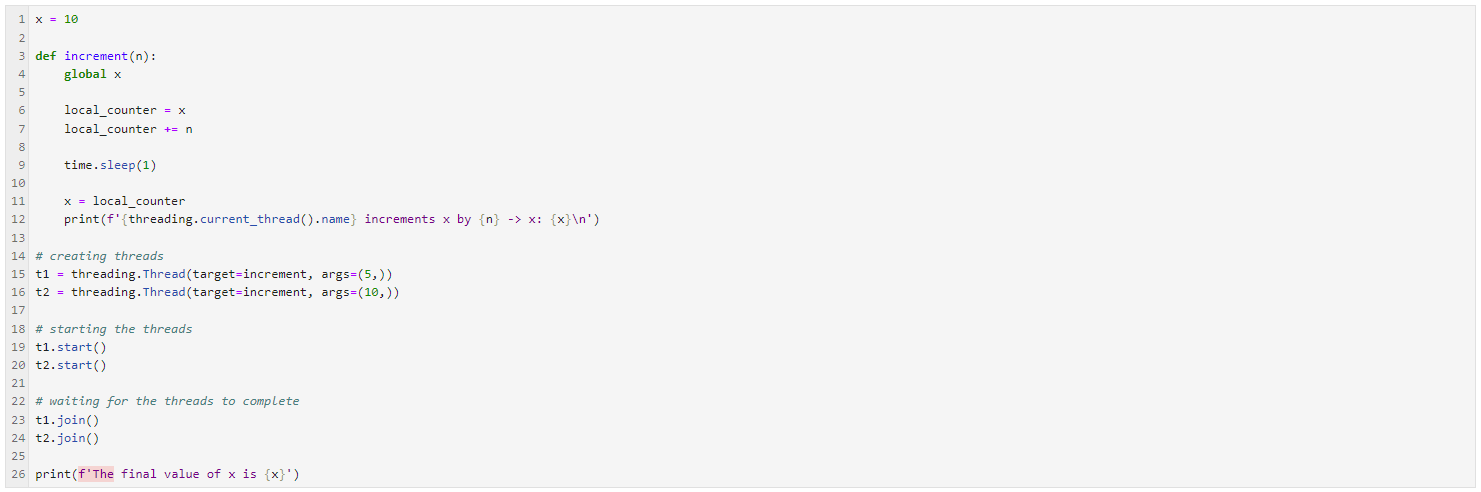 1 x = 10
2
3 def increment(n):
4     global x
5
6     local_counter = x
7     local_counter += n
8
9     time.sleep(1)
10
11     x = local_counter
12     print(f'{threading.current_thread().name} increments x by {n} -> x: {x}\n')
13
14 # creating threads
15 t1 = threading.Thread(target=increment, args=(5,))
16 t2 = threading.Thread(target=increment, args=(10,))
17
18 # starting the threads
19 t1.start()
20 t2.start()
21
22 # waiting for the threads to complete
23 t1.join()
24 t2.join()
25
26 print(f'The final value of x is {x}')